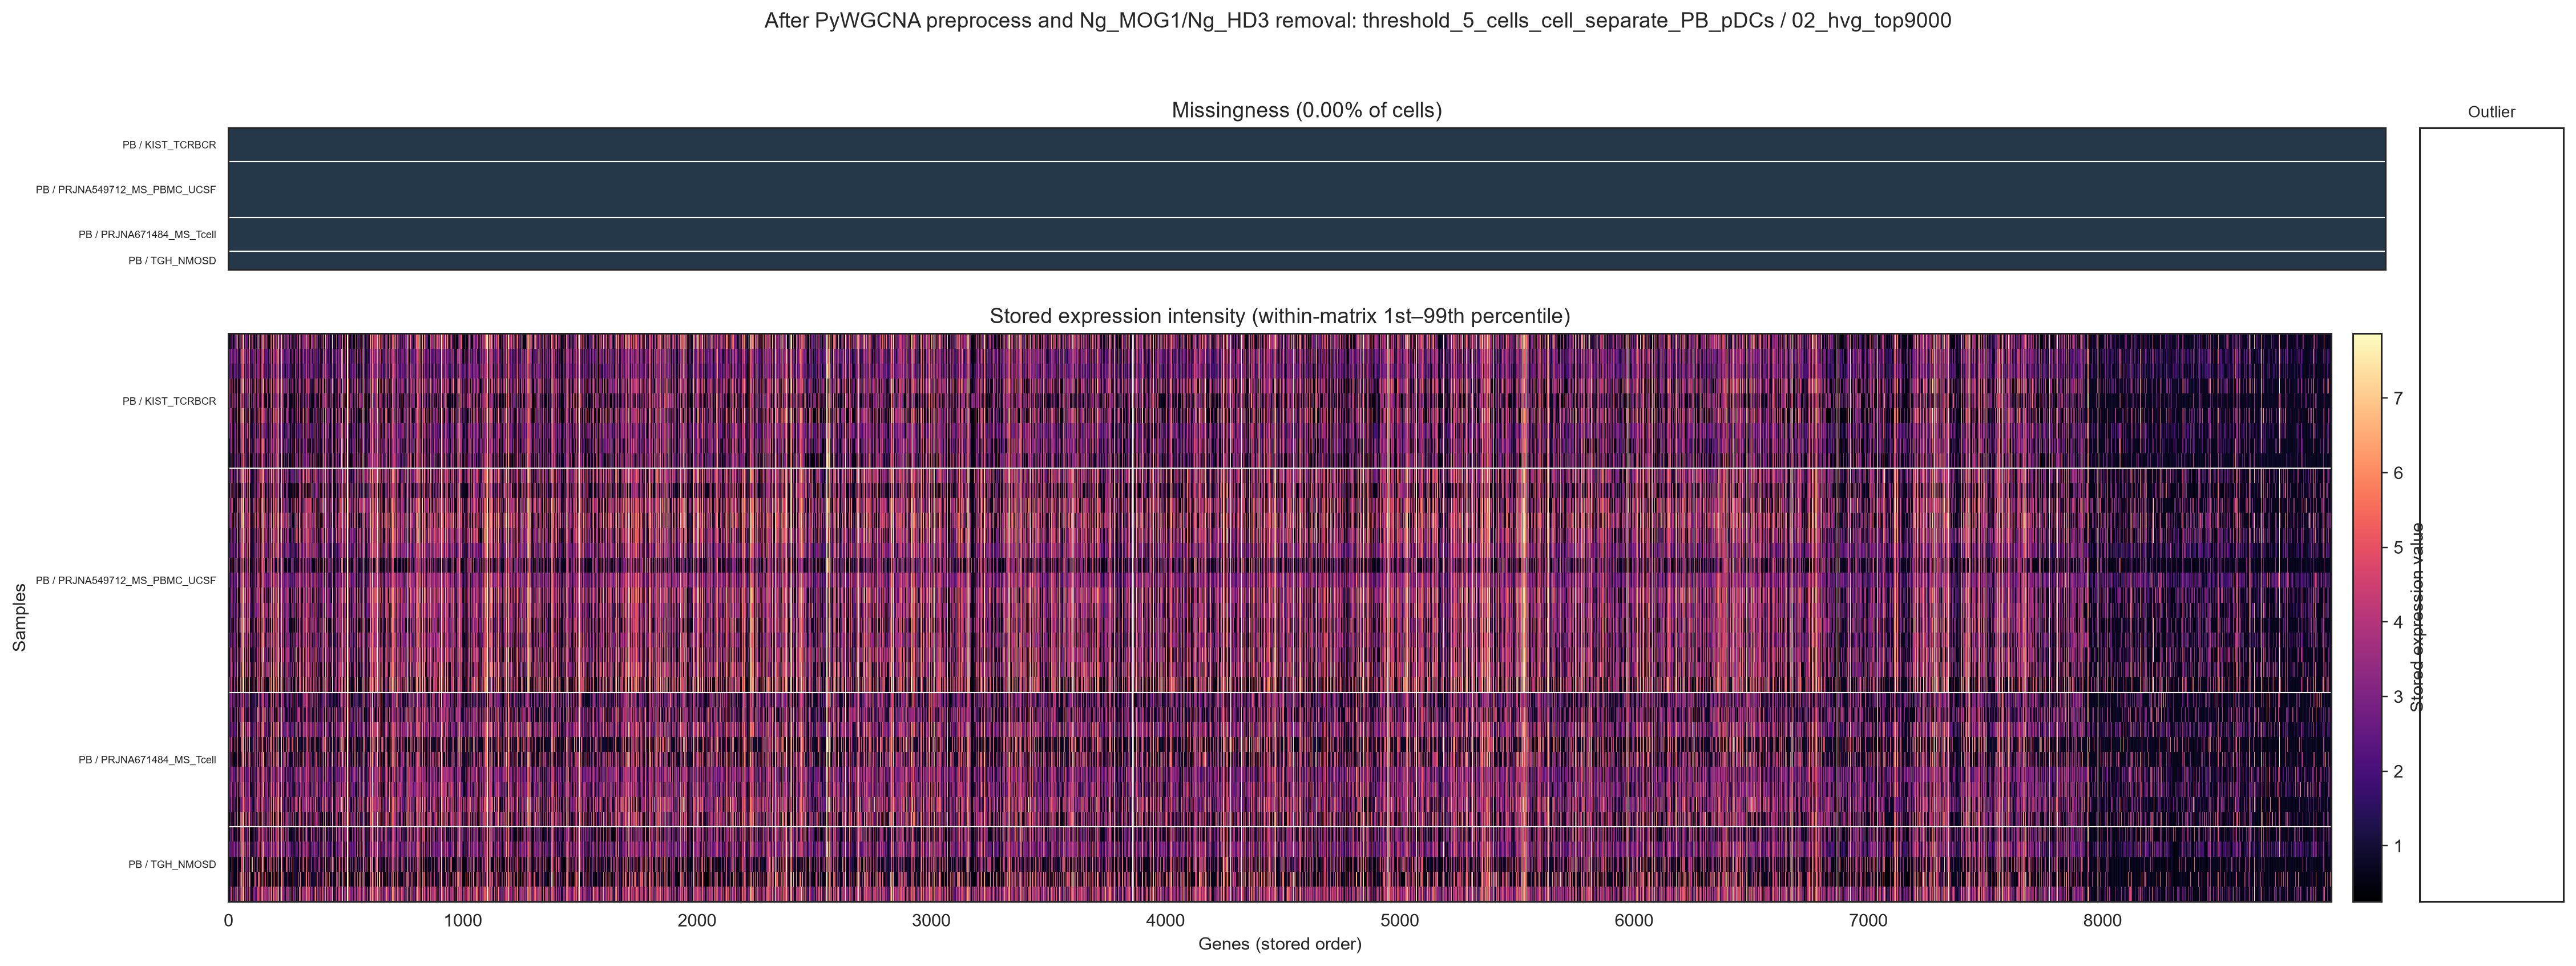 After PyWGCNA preprocess and Ng_MOG1/Ng_HD3 removal: threshold_5_cells_cell_separate_PB_pDCs / 02_hvg_top9000
Missingness (0.00% of cells)
Outlier
PB / KIST_TCRBCR
PB / PRJNA549712_MS_PBMC_UCSF
PB / PRJNA671484_MS_Tcell
PB / TGH_NMOSD
Stored expression intensity (within-matrix 1st–99th percentile)
Samples
PB / KIST_TCRBCR
PB / PRJNA549712_MS_PBMC_UCSF
PB / PRJNA671484_MS_Tcell
PB / TGH_NMOSD
7
6
5
4
3
2
1
Stored expression value
0 1000 2000 3000 4000 5000 6000 7000 8000
Genes (stored order)